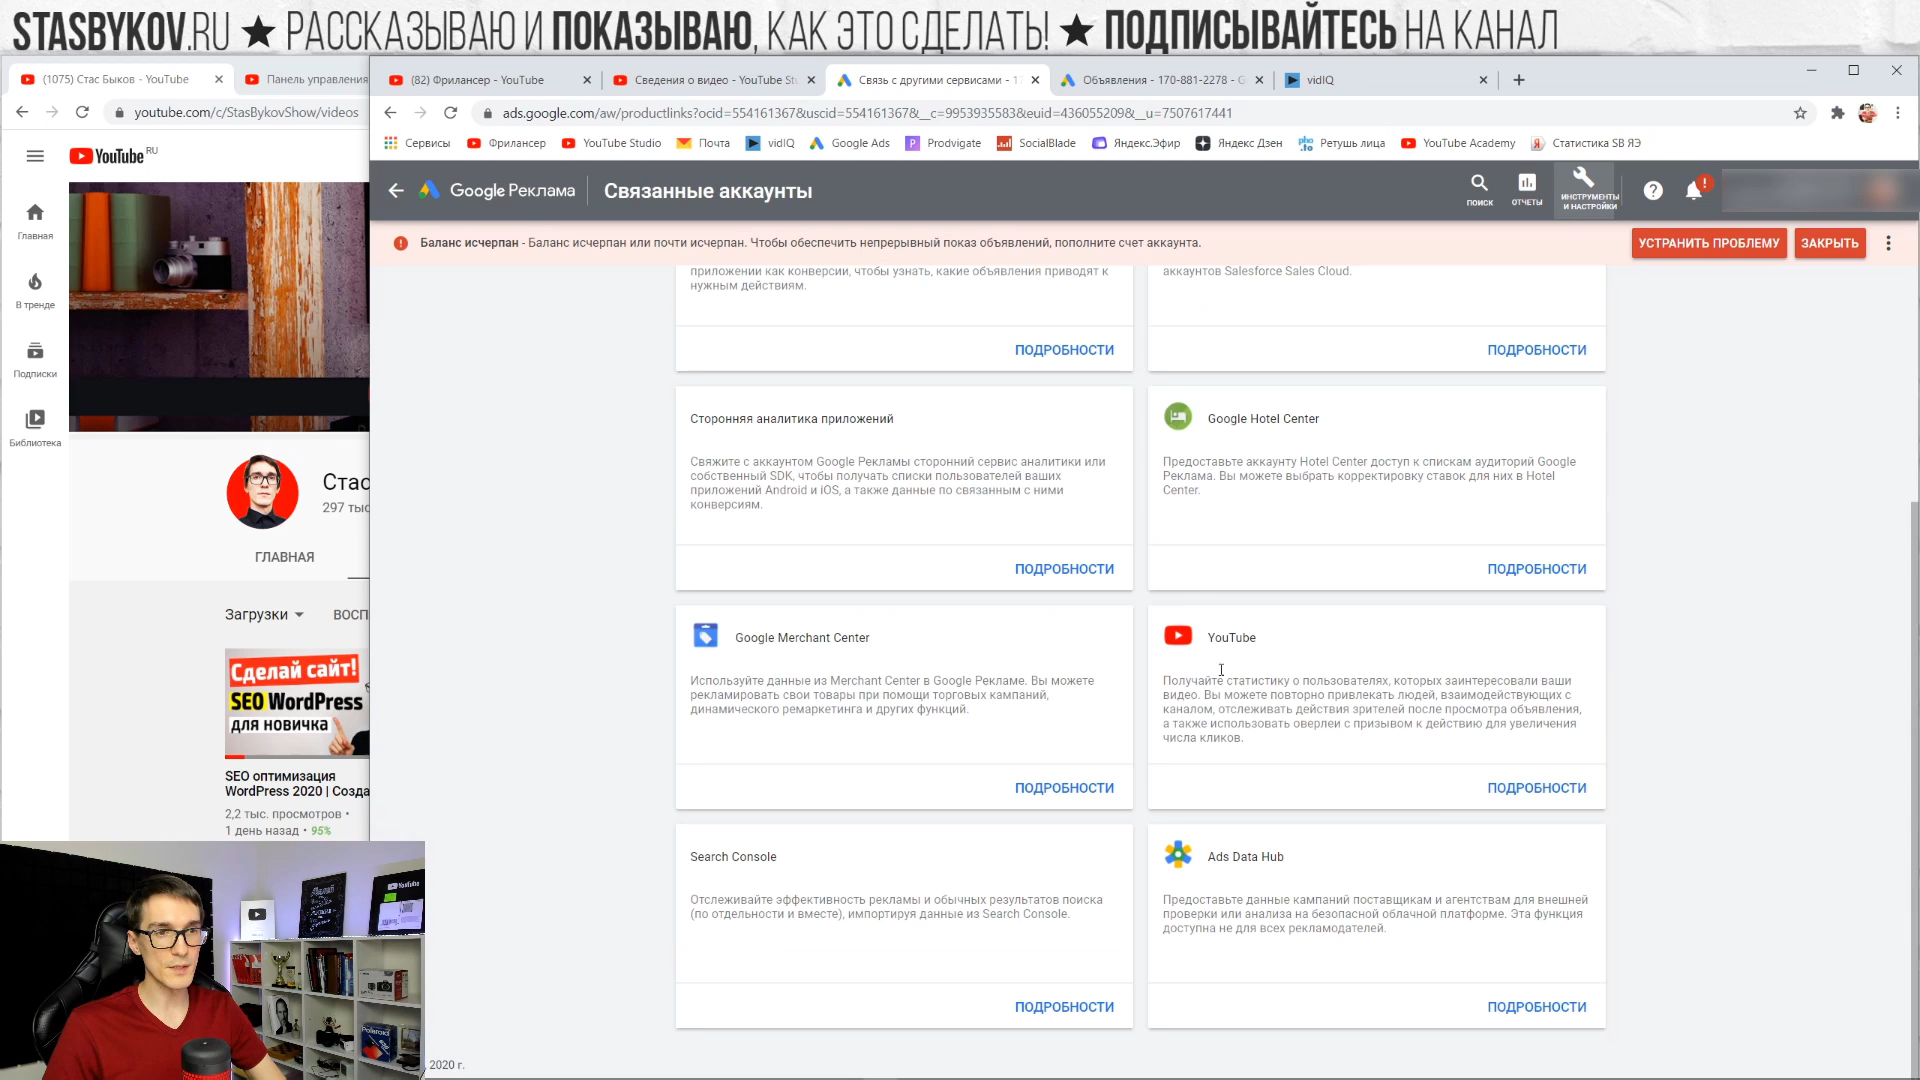 STASBYKOV.RU ★ РАССКАЗЫВАЮ И ПОКАЗЫВАЮ, КАК ЭТО СДЕЛАТЬ! ★ ПОДПИСЫВАЙТЕСЬ НА КАНАЛ
(1075) Стас Быков - YouTube
Панель управления
(82) Фрилансер - YouTube
Сведения о видео - YouTube St
Связь с другими сервисами - 1
Объявления - 170-881-2278 - G
vidIQ
youtube.com/c/StasBykovShow/videos
ads.google.com/aw/productlinks?ocid=554161367&uscid=554161367&__c=9953935583&euid=436055209&__u=7507617441
Сервисы
Фрилансер
YouTube Studio
Почта
vidIQ
Google Ads
Prodvigate
SocialBlade
Яндекс.Эфир
Яндекс Дзен
Ретушь лица
YouTube Academy
Статистика SB ЯЭ
YouTube RU
Главная
В тренде
Подписки
Библиотека
Стас
297 тыс
ГЛАВНАЯ
Загрузки
ВОСП
Сделай сайт!
SEO WordPress
для новичка
SEO оптимизация
WordPress 2020 | Созда
2,2 тыс. просмотров •
1 день назад • 95%
Google Реклама
Связанные аккаунты
ПОИСК
ОТЧЕТЫ
ИНСТРУМЕНТЫ
И НАСТРОЙКИ
Баланс исчерпан - Баланс исчерпан или почти исчерпан. Чтобы обеспечить непрерывный показ объявлений, пополните счет аккаунта.
УСТРАНИТЬ ПРОБЛЕМУ
ЗАКРЫТЬ
приложении как конверсии, чтобы узнать, какие объявления приводят к
нужным действиям.
ПОДРОБНОСТИ
аккаунтов Salesforce Sales Cloud.
ПОДРОБНОСТИ
Сторонняя аналитика приложений
Свяжите с аккаунтом Google Рекламы сторонний сервис аналитики или
собственный SDK, чтобы получать списки пользователей ваших
приложений Android и iOS, а также данные по связанным с ними
конверсиям.
ПОДРОБНОСТИ
Google Hotel Center
Предоставьте аккаунту Hotel Center доступ к спискам аудиторий Google
Реклама. Вы можете выбрать корректировку ставок для них в Hotel
Center.
ПОДРОБНОСТИ
Google Merchant Center
Используйте данные из Merchant Center в Google Рекламе. Вы можете
рекламировать свои товары при помощи торговых кампаний,
динамического ремаркетинга и других функций.
ПОДРОБНОСТИ
YouTube
Получайте статистику о пользователях, которых заинтересовали ваши
видео. Вы можете повторно привлекать людей, взаимодействующих с
каналом, отслеживать действия зрителей после просмотра объявления,
а также использовать оверлеи с призывом к действию для увеличения
числа кликов.
ПОДРОБНОСТИ
Search Console
Отслеживайте эффективность рекламы и обычных результатов поиска
(по отдельности и вместе), импортируя данные из Search Console.
ПОДРОБНОСТИ
Ads Data Hub
Предоставьте данные кампаний поставщикам и агентствам для внешней
проверки или анализа на безопасной облачной платформе. Эта функция
доступна не для всех рекламодателей.
ПОДРОБНОСТИ
, 2020 г.
YouTube
Polaroid